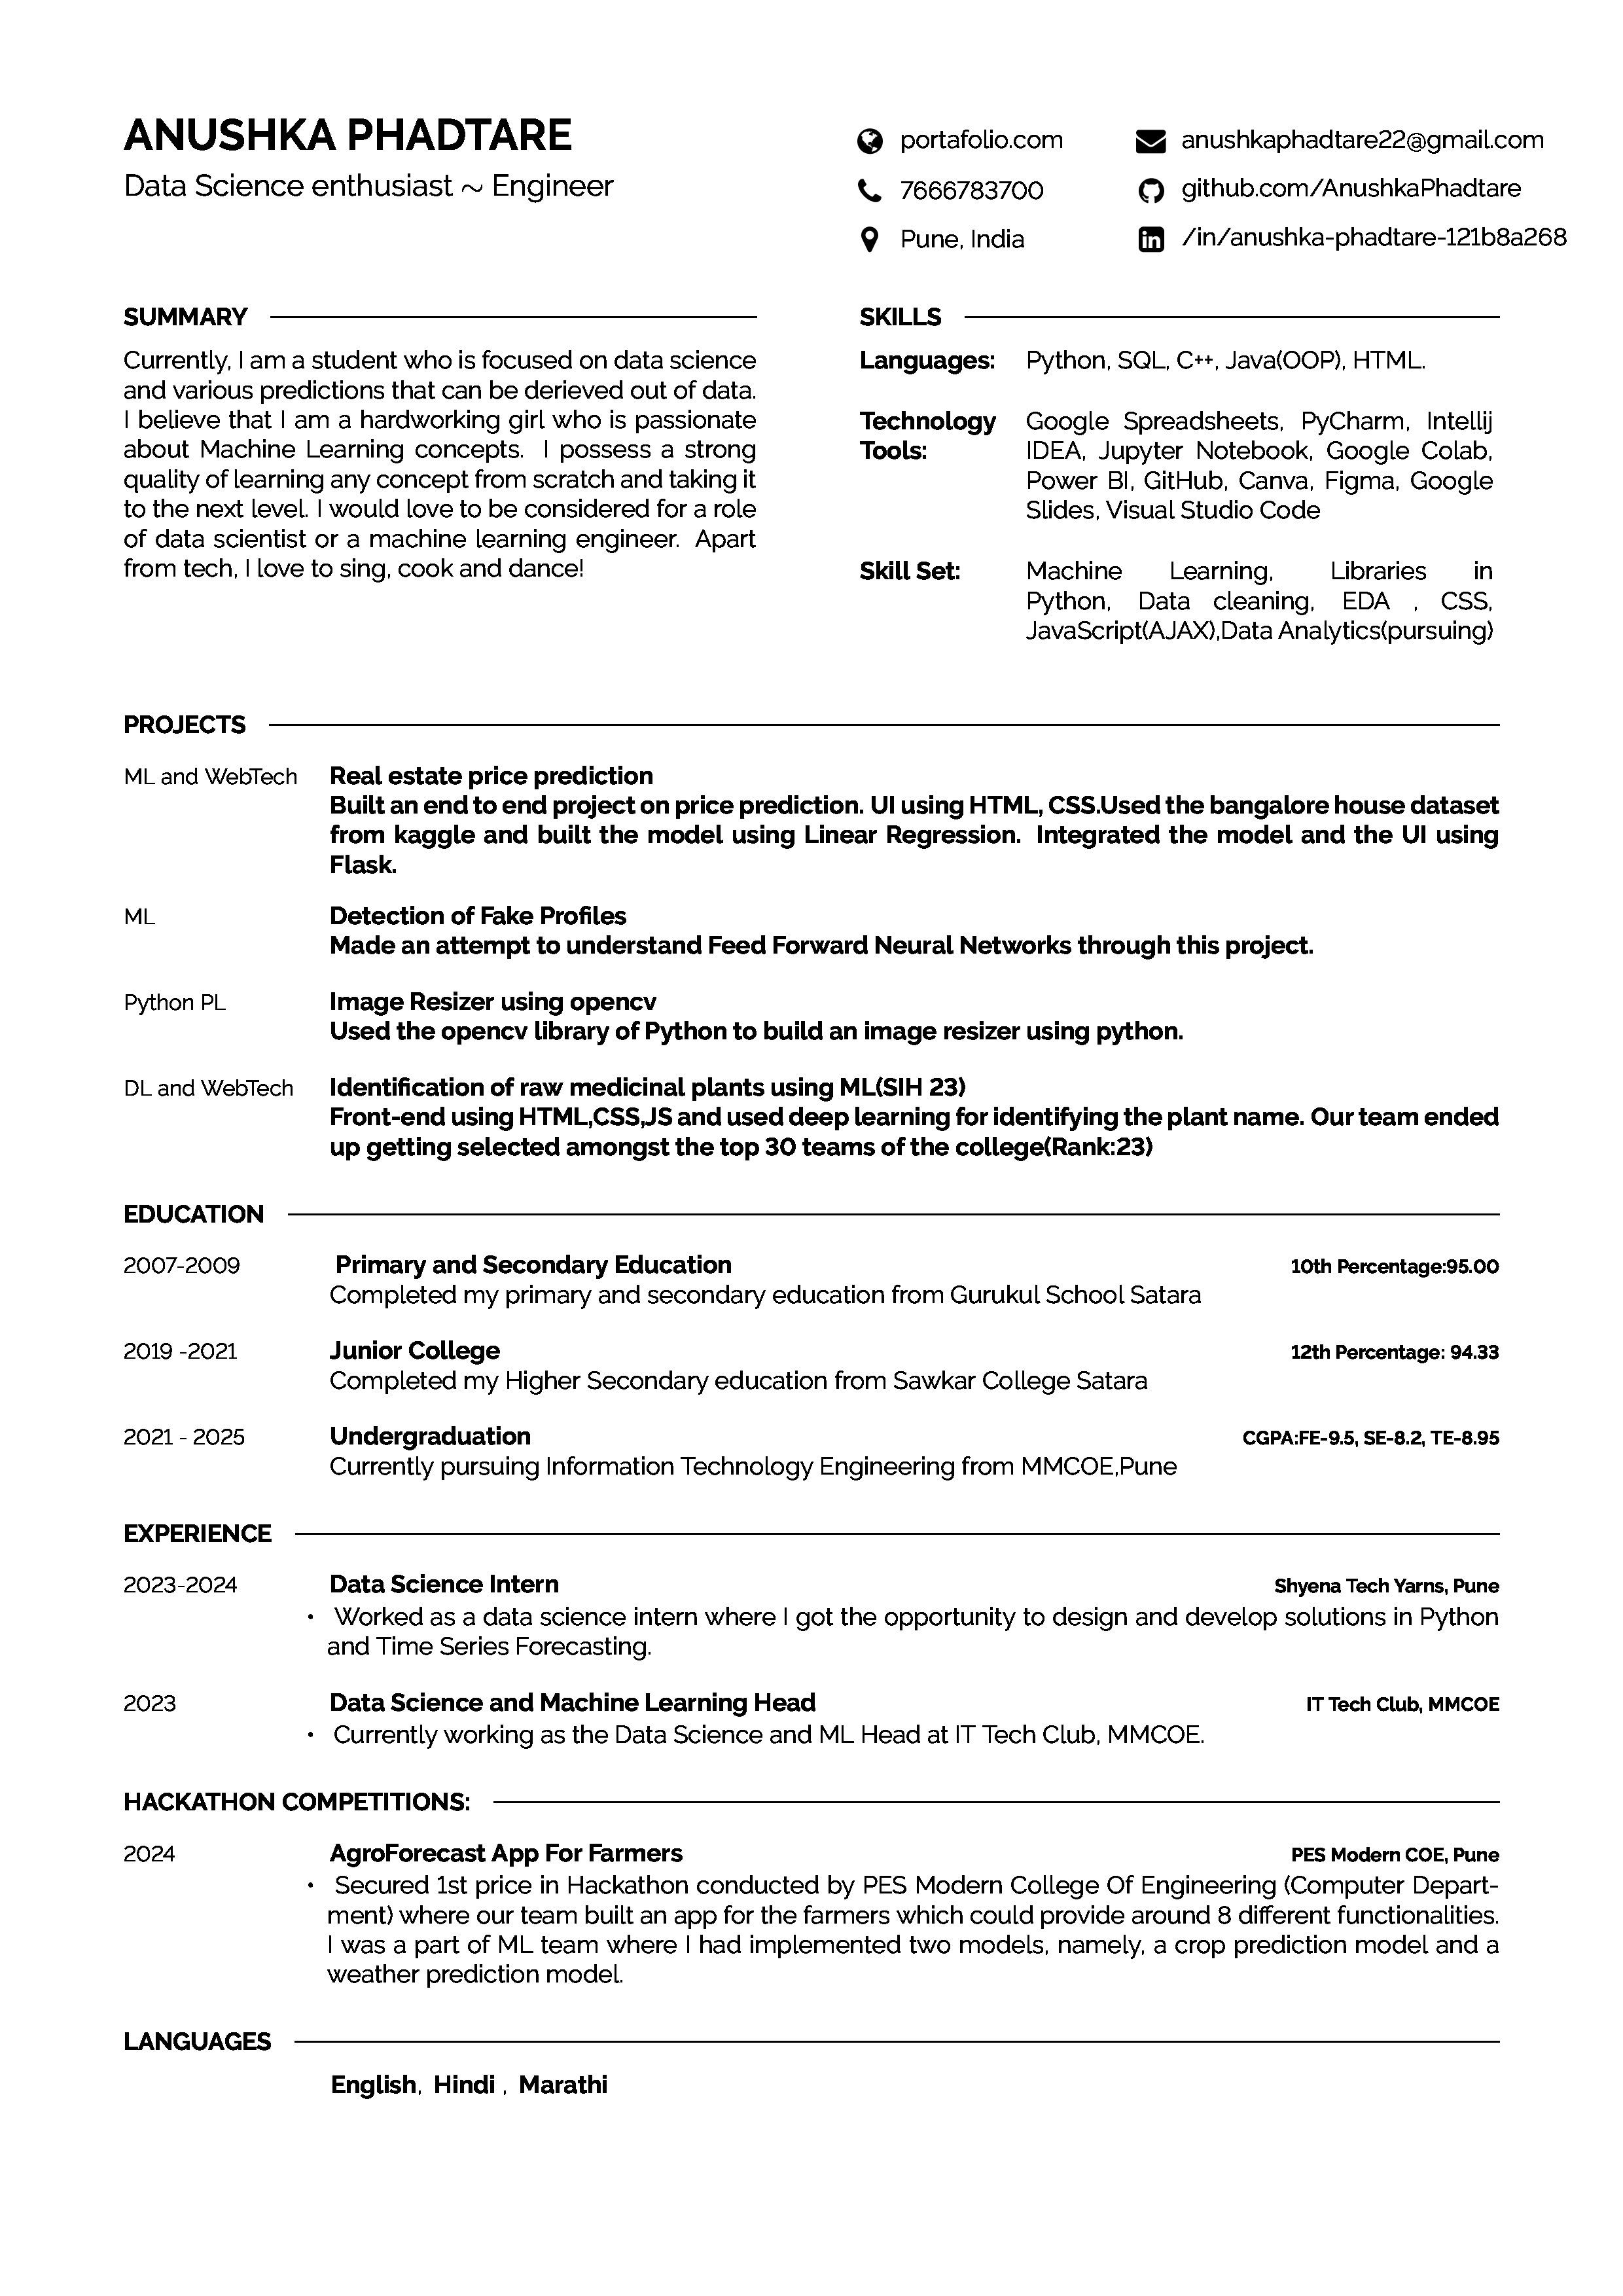 ANUSHKA PHADTARE
Data Science enthusiast ~ Engineer
portafolio.com
anushkaphadtare22@gmail.com
7666783700
github.com/AnushkaPhadtare
Pune, India
/in/anushka-phadtare-121b8a268
SUMMARY
Currently, I am a student who is focused on data science
and various predictions that can be derieved out of data.
I believe that I am a hardworking girl who is passionate
about Machine Learning concepts. I possess a strong
quality of learning any concept from scratch and taking it
to the next level. I would love to be considered for a role
of data scientist or a machine learning engineer. Apart
from tech, I love to sing, cook and dance!
SKILLS
Languages: Python, SQL, C++, Java(OOP), HTML.
Technology Google Spreadsheets, PyCharm, Intellij
Tools: IDEA, Jupyter Notebook, Google Colab,
Power BI, GitHub, Canva, Figma, Google
Slides, Visual Studio Code
Skill Set: Machine Learning, Libraries in
Python, Data cleaning, EDA , CSS,
JavaScript(AJAX),Data Analytics(pursuing)
PROJECTS
ML and WebTech Real estate price prediction
Built an end to end project on price prediction. UI using HTML, CSS.Used the bangalore house dataset
from kaggle and built the model using Linear Regression. Integrated the model and the UI using
Flask.
ML Detection of Fake Profiles
Made an attempt to understand Feed Forward Neural Networks through this project.
Python PL Image Resizer using opencv
Used the opencv library of Python to build an image resizer using python.
DL and WebTech Identification of raw medicinal plants using ML(SIH 23)
Front-end using HTML,CSS,JS and used deep learning for identifying the plant name. Our team ended
up getting selected amongst the top 30 teams of the college(Rank:23)
EDUCATION
2007-2009 Primary and Secondary Education 10th Percentage:95.00
Completed my primary and secondary education from Gurukul School Satara
2019 -2021 Junior College 12th Percentage: 94.33
Completed my Higher Secondary education from Sawkar College Satara
2021 - 2025 Undergraduation CGPA:FE-9.5, SE-8.2, TE-8.95
Currently pursuing Information Technology Engineering from MMCOE,Pune
EXPERIENCE
2023-2024 Data Science Intern Shyena Tech Yarns, Pune
• Worked as a data science intern where I got the opportunity to design and develop solutions in Python
and Time Series Forecasting.
2023 Data Science and Machine Learning Head IT Tech Club, MMCOE
• Currently working as the Data Science and ML Head at IT Tech Club, MMCOE.
HACKATHON COMPETITIONS:
2024 AgroForecast App For Farmers PES Modern COE, Pune
• Secured 1st price in Hackathon conducted by PES Modern College Of Engineering (Computer Depart-
ment) where our team built an app for the farmers which could provide around 8 different functionalities.
I was a part of ML team where I had implemented two models, namely, a crop prediction model and a
weather prediction model.
LANGUAGES
English, Hindi , Marathi